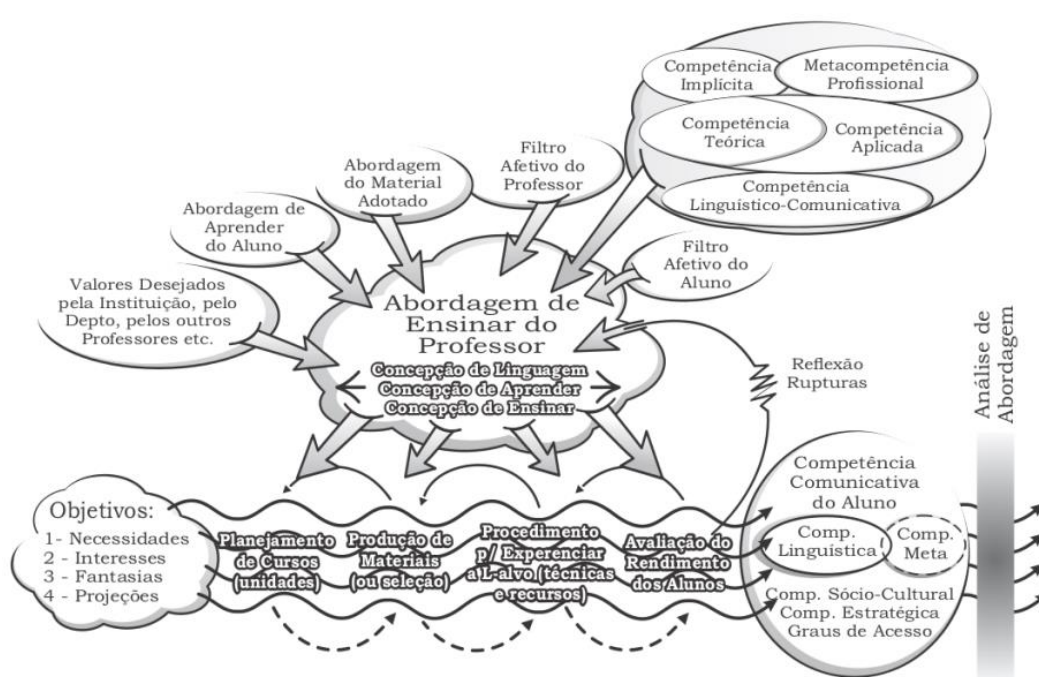 Competência
Implícita
Metacompetência
Profissional
Competência
Teórica
Competência
Aplicada
Competência
Linguístico-Comunicativa
Filtro
Afetivo do
Professor
Abordagem
do Material
Adotado
Abordagem de
Aprender
do Aluno
Filtro
Afetivo do
Aluno
Valores Desejados
pela Instituição, pelo
Depto, pelos outros
Professores etc.
Abordagem de
Ensinar do
Professor
Concepção de Linguagem
Concepção de Aprender
Concepção de Ensinar
Reflexão
Rupturas
Análise de
Abordagem
Objetivos:
1- Necessidades
2 - Interesses
3 - Fantasias
4 - Projeções
Planejamento
de Cursos
(unidades)
Produção de
Materiais
(ou seleção)
Procedimento
p/ Experenciar
a L-alvo (técnicas
e recursos)
Avaliação do
Rendimento
dos Alunos
Competência
Comunicativa
do Aluno
Comp.
Linguística
Comp.
Meta
Comp. Sócio-Cultural
Comp. Estratégica
Graus de Acesso